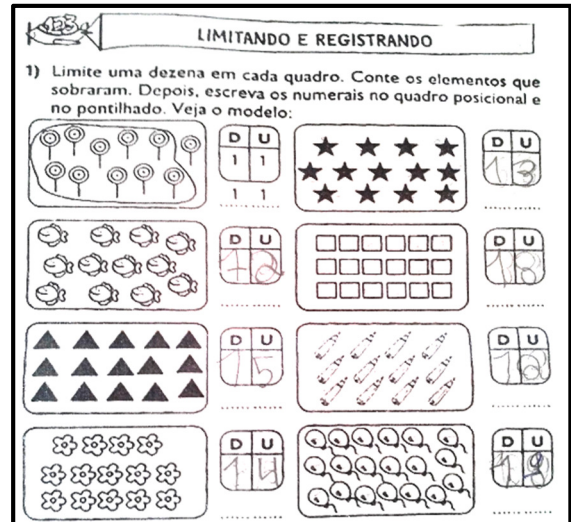 123
LIMITANDO E REGISTRANDO
1) Limite uma dezena em cada quadro. Conte os elementos que
sobraram. Depois, escreva os numerais no quadro posicional e
no pontilhado. Veja o modelo:
D U
1 1
1 1
D U
1 3
D U
1 2
D U
1 8
D U
1 5
D U
1 2
D U
1 4
D U
1 8